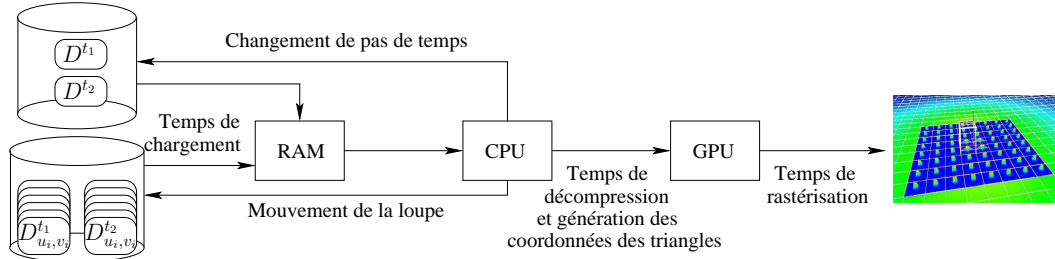 Changement de pas de temps
D^{t_1}
D^{t_2}
Temps de
chargement
RAM
CPU
GPU
Temps de
décompression
et génération des
coordonnées des triangles
Temps de
rastérisation
Mouvement de la loupe
D^{t_1}_{u_i,v_i}
D^{t_2}_{u_i,v_i}